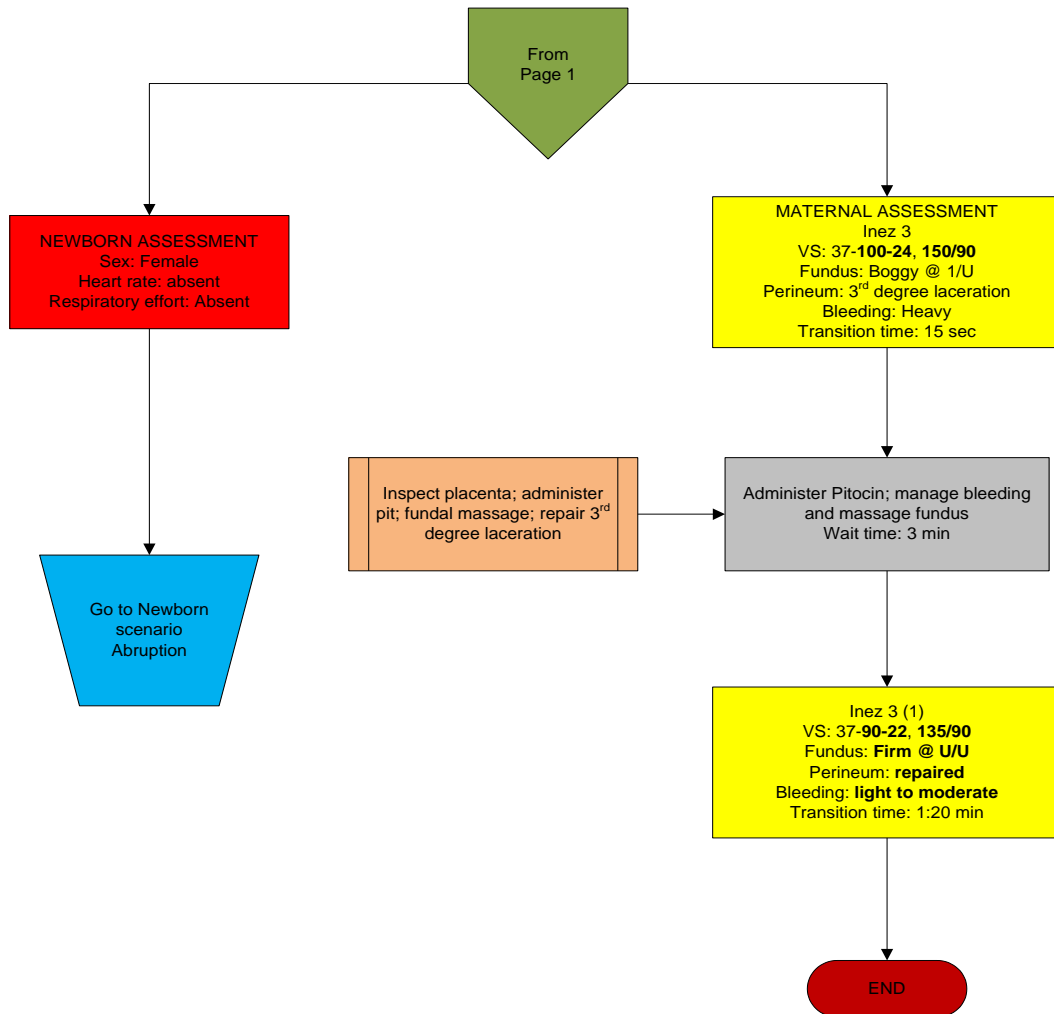 From
Page 1
NEWBORN ASSESSMENT
Sex: Female
Heart rate: absent
Respiratory effort: Absent
MATERNAL ASSESSMENT
Inez 3
VS: 37-100-24, 150/90
Fundus: Boggy @ 1/U
Perineum: 3rd degree laceration
Bleeding: Heavy
Transition time: 15 sec
Inspect placenta; administer
pit; fundal massage; repair 3rd
degree laceration
Administer Pitocin; manage bleeding
and massage fundus
Wait time: 3 min
Go to Newborn
scenario
Abruption
Inez 3 (1)
VS: 37-90-22, 135/90
Fundus: Firm @ U/U
Perineum: repaired
Bleeding: light to moderate
Transition time: 1:20 min
END